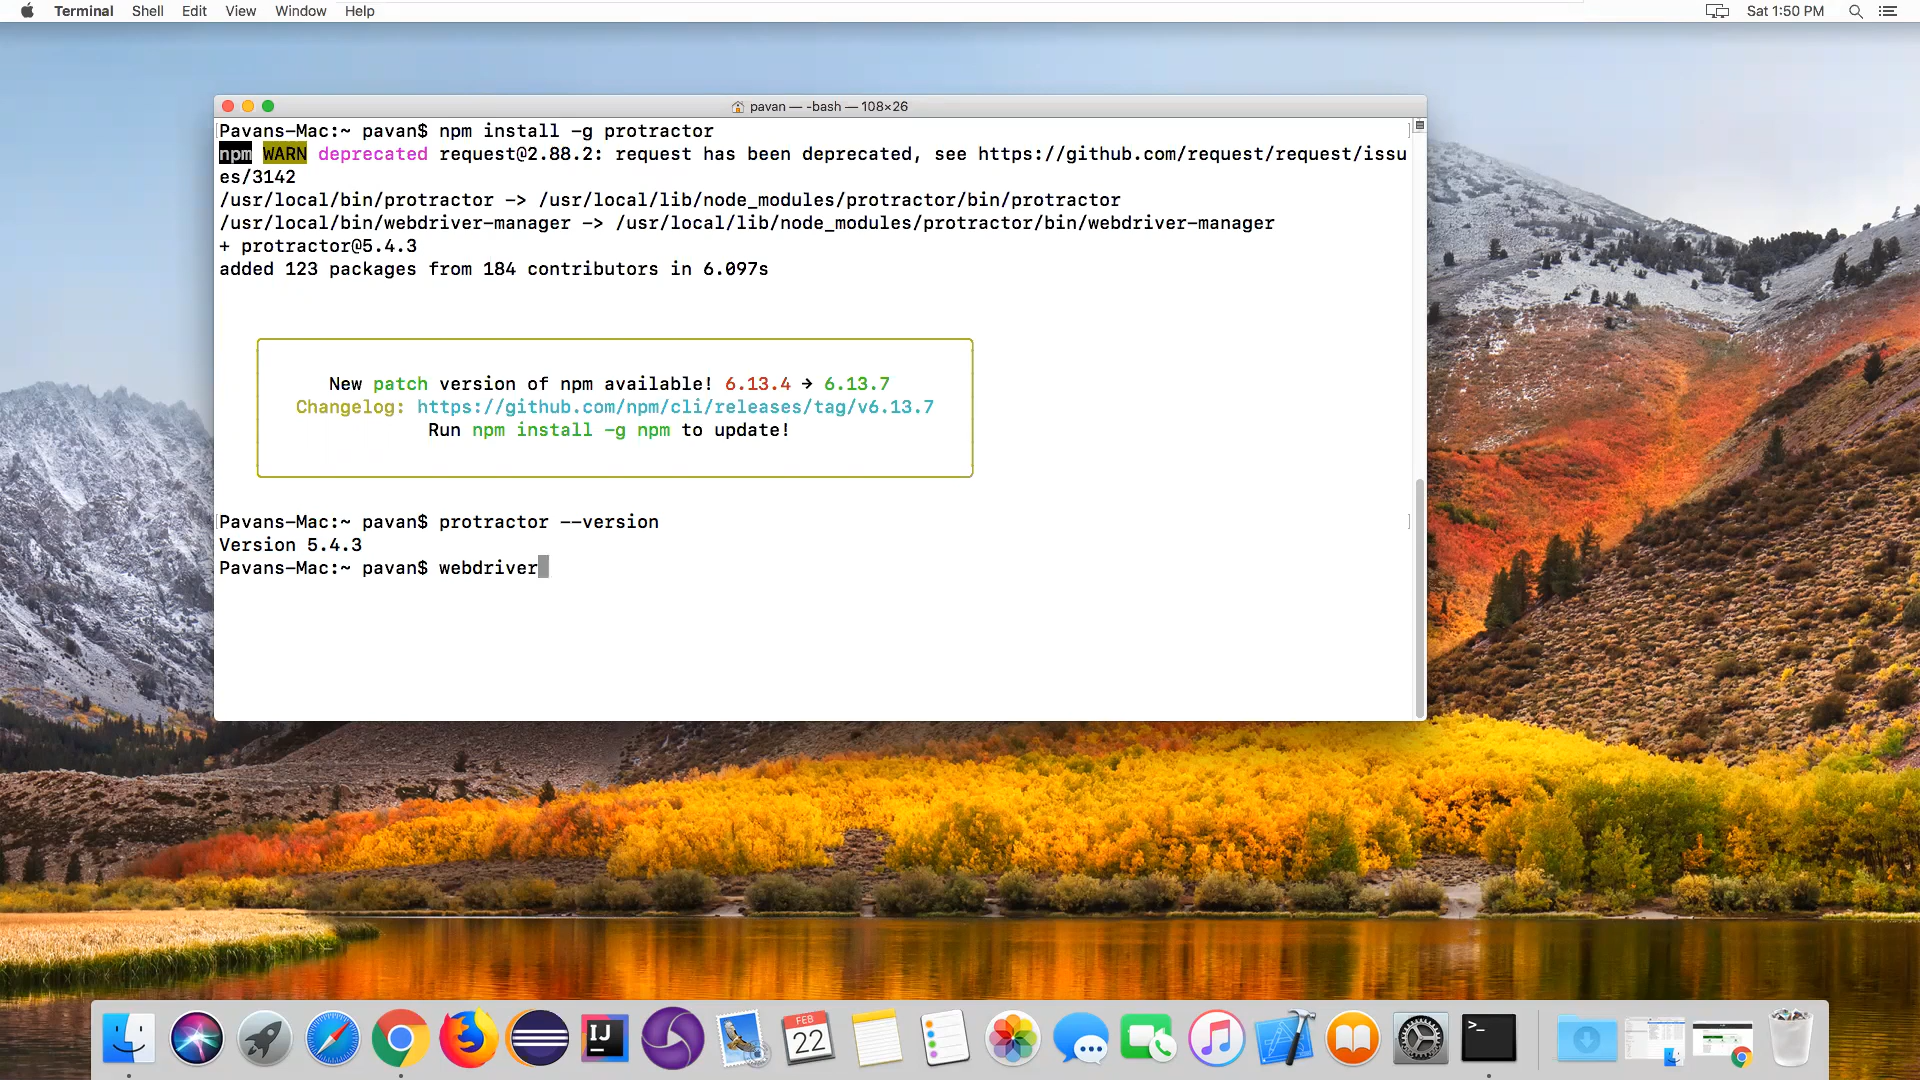 Terminal Shell Edit View Window Help
Sat 1:50 PM
pavan — -bash — 108×26
Pavans-Mac:~ pavan$ npm install -g protractor
npm WARN deprecated request@2.88.2: request has been deprecated, see https://github.com/request/request/issu
es/3142
/usr/local/bin/protractor -> /usr/local/lib/node_modules/protractor/bin/protractor
/usr/local/bin/webdriver-manager -> /usr/local/lib/node_modules/protractor/bin/webdriver-manager
+ protractor@5.4.3
added 123 packages from 184 contributors in 6.097s
New patch version of npm available! 6.13.4 → 6.13.7
Changelog: https://github.com/npm/cli/releases/tag/v6.13.7
Run npm install -g npm to update!
Pavans-Mac:~ pavan$ protractor --version
Version 5.4.3
Pavans-Mac:~ pavan$ webdriver
IJ
FEB
22
>_